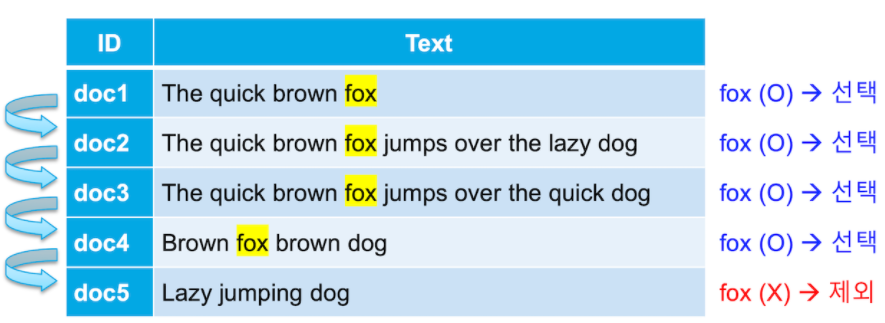 ID Text
doc1 The quick brown fox fox (O) → 선택
doc2 The quick brown fox jumps over the lazy dog fox (O) → 선택
doc3 The quick brown fox jumps over the quick dog fox (O) → 선택
doc4 Brown fox brown dog fox (O) → 선택
doc5 Lazy jumping dog fox (X) → 제외